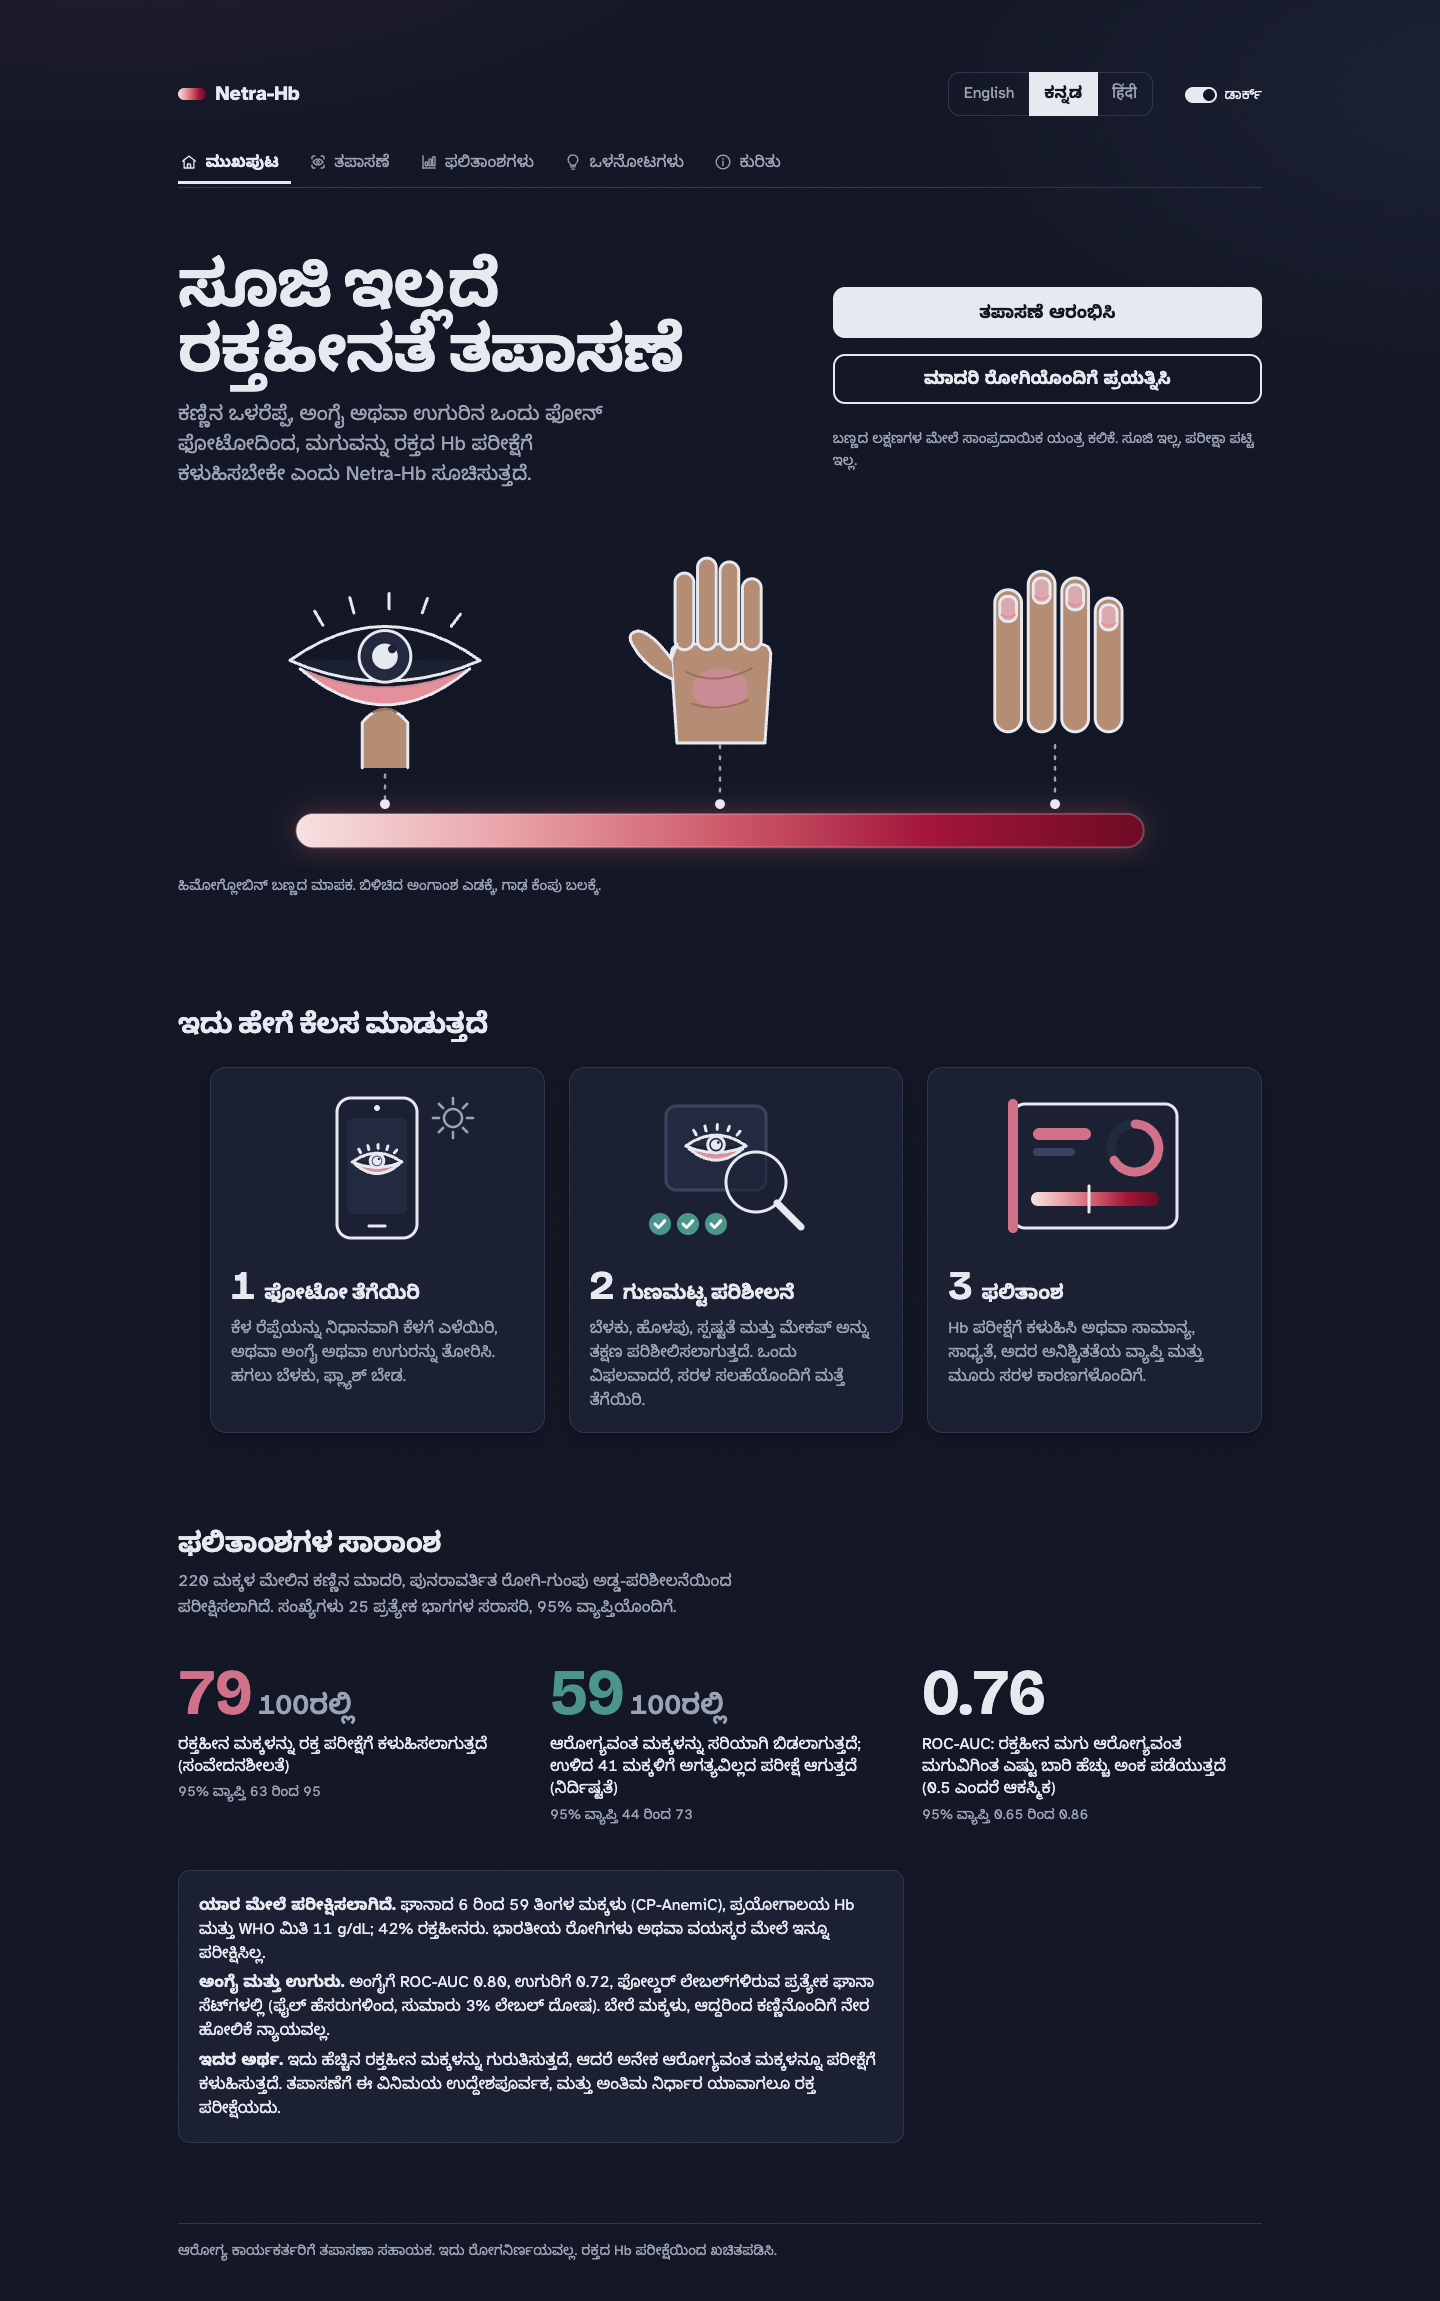 Netra-Hb
English
ಕನ್ನಡ
हिंदी
ಡಾರ್ಕ್
ಮುಖಪುಟ
ತಪಾಸಣೆ
ಫಲಿತಾಂಶಗಳು
ಒಳನೋಟಗಳು
ಕುರಿತು
ಸೂಜಿ ಇಲ್ಲದೆ
ರಕ್ತಹೀನತೆ ತಪಾಸಣೆ
ಕಣ್ಣಿನ ಒಳರೆಪ್ಪೆ, ಅಂಗೈ ಅಥವಾ ಉಗುರಿನ ಒಂದು ಫೋನ್
ಫೋಟೋದಿಂದ, ಮಗುವನ್ನು ರಕ್ತದ Hb ಪರೀಕ್ಷೆಗೆ
ಕಳುಹಿಸಬೇಕೇ ಎಂದು Netra-Hb ಸೂಚಿಸುತ್ತದೆ.
ತಪಾಸಣೆ ಆರಂಭಿಸಿ
ಮಾದರಿ ರೋಗಿಯೊಂದಿಗೆ ಪ್ರಯತ್ನಿಸಿ
ಬಣ್ಣದ ಲಕ್ಷಣಗಳ ಮೇಲೆ ಸಾಂಪ್ರದಾಯಿಕ ಯಂತ್ರ ಕಲಿಕೆ. ಸೂಜಿ ಇಲ್ಲ, ಪರೀಕ್ಷಾ ಪಟ್ಟಿ
ಇಲ್ಲ.
ಹಿಮೋಗ್ಲೋಬಿನ್ ಬಣ್ಣದ ಮಾಪಕ. ಬಿಳಿಚಿದ ಅಂಗಾಂಶ ಎಡಕ್ಕೆ, ಗಾಢ ಕೆಂಪು ಬಲಕ್ಕೆ.
ಇದು ಹೇಗೆ ಕೆಲಸ ಮಾಡುತ್ತದೆ
1 ಫೋಟೋ ತೆಗೆಯಿರಿ
ಕೆಳ ರೆಪ್ಪೆಯನ್ನು ನಿಧಾನವಾಗಿ ಕೆಳಗೆ ಎಳೆಯಿರಿ,
ಅಥವಾ ಅಂಗೈ ಅಥವಾ ಉಗುರನ್ನು ತೋರಿಸಿ.
ಹಗಲು ಬೆಳಕು, ಫ್ಲ್ಯಾಶ್ ಬೇಡ.
2 ಗುಣಮಟ್ಟ ಪರಿಶೀಲನೆ
ಬೆಳಕು, ಹೊಳಪು, ಸ್ಪಷ್ಟತೆ ಮತ್ತು ಮೇಕಪ್ ಅನ್ನು
ತಕ್ಷಣ ಪರಿಶೀಲಿಸಲಾಗುತ್ತದೆ. ಒಂದು
ವಿಫಲವಾದರೆ, ಸರಳ ಸಲಹೆಯೊಂದಿಗೆ ಮತ್ತೆ
ತೆಗೆಯಿರಿ.
3 ಫಲಿತಾಂಶ
Hb ಪರೀಕ್ಷೆಗೆ ಕಳುಹಿಸಿ ಅಥವಾ ಸಾಮಾನ್ಯ,
ಸಾಧ್ಯತೆ, ಅದರ ಅನಿಶ್ಚಿತತೆಯ ವ್ಯಾಪ್ತಿ ಮತ್ತು
ಮೂರು ಸರಳ ಕಾರಣಗಳೊಂದಿಗೆ.
ಫಲಿತಾಂಶಗಳ ಸಾರಾಂಶ
220 ಮಕ್ಕಳ ಮೇಲಿನ ಕಣ್ಣಿನ ಮಾದರಿ, ಪುನರಾವರ್ತಿತ ರೋಗಿ-ಗುಂಪು ಅಡ್ಡ-ಪರಿಶೀಲನೆಯಿಂದ
ಪರೀಕ್ಷಿಸಲಾಗಿದೆ. ಸಂಖ್ಯೆಗಳು 25 ಪ್ರತ್ಯೇಕ ಭಾಗಗಳ ಸರಾಸರಿ, 95% ವ್ಯಾಪ್ತಿಯೊಂದಿಗೆ.
79 100ರಲ್ಲಿ
ರಕ್ತಹೀನ ಮಕ್ಕಳನ್ನು ರಕ್ತ ಪರೀಕ್ಷೆಗೆ ಕಳುಹಿಸಲಾಗುತ್ತದೆ
(ಸಂವೇದನಶೀಲತೆ)
95% ವ್ಯಾಪ್ತಿ 63 ರಿಂದ 95
59 100ರಲ್ಲಿ
ಆರೋಗ್ಯವಂತ ಮಕ್ಕಳನ್ನು ಸರಿಯಾಗಿ ಬಿಡಲಾಗುತ್ತದೆ;
ಉಳಿದ 41 ಮಕ್ಕಳಿಗೆ ಅಗತ್ಯವಿಲ್ಲದ ಪರೀಕ್ಷೆ ಆಗುತ್ತದೆ
(ನಿರ್ದಿಷ್ಟತೆ)
95% ವ್ಯಾಪ್ತಿ 44 ರಿಂದ 73
0.76
ROC-AUC: ರಕ್ತಹೀನ ಮಗು ಆರೋಗ್ಯವಂತ
ಮಗುವಿಗಿಂತ ಎಷ್ಟು ಬಾರಿ ಹೆಚ್ಚು ಅಂಕ ಪಡೆಯುತ್ತದೆ
(0.5 ಎಂದರೆ ಆಕಸ್ಮಿಕ)
95% ವ್ಯಾಪ್ತಿ 0.65 ರಿಂದ 0.86
ಯಾರ ಮೇಲೆ ಪರೀಕ್ಷಿಸಲಾಗಿದೆ. ಘಾನಾದ 6 ರಿಂದ 59 ತಿಂಗಳ ಮಕ್ಕಳು (CP-AnemiC), ಪ್ರಯೋಗಾಲಯ Hb
ಮತ್ತು WHO ಮಿತಿ 11 g/dL; 42% ರಕ್ತಹೀನರು. ಭಾರತೀಯ ರೋಗಿಗಳು ಅಥವಾ ವಯಸ್ಕರ ಮೇಲೆ ಇನ್ನೂ
ಪರೀಕ್ಷಿಸಿಲ್ಲ.
ಅಂಗೈ ಮತ್ತು ಉಗುರು. ಅಂಗೈಗೆ ROC-AUC 0.80, ಉಗುರಿಗೆ 0.72, ಫೋಲ್ಡರ್ ಲೇಬಲ್‌ಗಳಿರುವ ಪ್ರತ್ಯೇಕ ಘಾನಾ
ಸೆಟ್‌ಗಳಲ್ಲಿ (ಫೈಲ್ ಹೆಸರುಗಳಿಂದ, ಸುಮಾರು 3% ಲೇಬಲ್ ದೋಷ). ಬೇರೆ ಮಕ್ಕಳು, ಆದ್ದರಿಂದ ಕಣ್ಣಿನೊಂದಿಗೆ ನೇರ
ಹೋಲಿಕೆ ನ್ಯಾಯವಲ್ಲ.
ಇದರ ಅರ್ಥ. ಇದು ಹೆಚ್ಚಿನ ರಕ್ತಹೀನ ಮಕ್ಕಳನ್ನು ಗುರುತಿಸುತ್ತದೆ, ಆದರೆ ಅನೇಕ ಆರೋಗ್ಯವಂತ ಮಕ್ಕಳನ್ನೂ ಪರೀಕ್ಷೆಗೆ
ಕಳುಹಿಸುತ್ತದೆ. ತಪಾಸಣೆಗೆ ಈ ವಿನಿಮಯ ಉದ್ದೇಶಪೂರ್ವಕ, ಮತ್ತು ಅಂತಿಮ ನಿರ್ಧಾರ ಯಾವಾಗಲೂ ರಕ್ತ
ಪರೀಕ್ಷೆಯದು.
ಆರೋಗ್ಯ ಕಾರ್ಯಕರ್ತರಿಗೆ ತಪಾಸಣಾ ಸಹಾಯಕ. ಇದು ರೋಗನಿರ್ಣಯವಲ್ಲ. ರಕ್ತದ Hb ಪರೀಕ್ಷೆಯಿಂದ ಖಚಿತಪಡಿಸಿ.